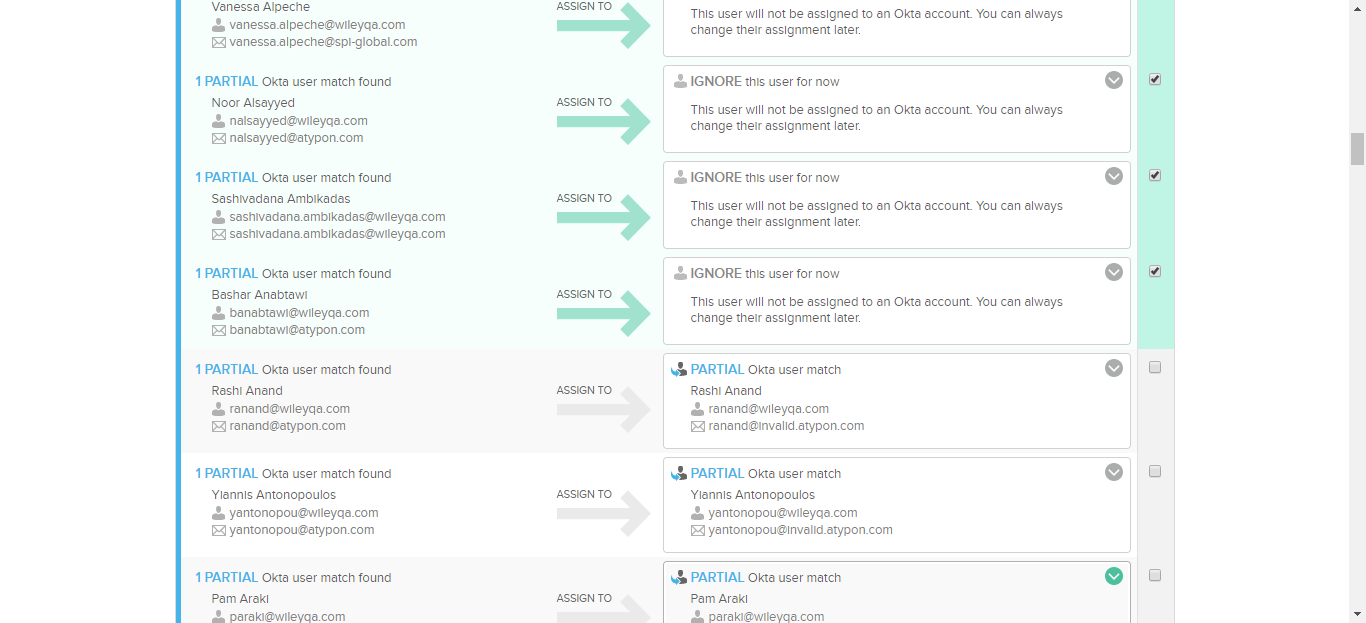 Vanessa Alpeche
vanessa.alpeche@wileyqa.com
vanessa.alpeche@spi-global.com
ASSIGN TO
This user will not be assigned to an Okta account. You can always
change their assignment later.
1 PARTIAL Okta user match found
Noor Alsayyed
nalsayyed@wileyqa.com
nalsayyed@atypon.com
ASSIGN TO
IGNORE this user for now
This user will not be assigned to an Okta account. You can always
change their assignment later.
1 PARTIAL Okta user match found
Sashivadana Ambikadas
sashivadana.ambikadas@wileyqa.com
sashivadana.ambikadas@wileyqa.com
ASSIGN TO
IGNORE this user for now
This user will not be assigned to an Okta account. You can always
change their assignment later.
1 PARTIAL Okta user match found
Bashar Anabtawi
banabtawi@wileyqa.com
banabtawi@atypon.com
ASSIGN TO
IGNORE this user for now
This user will not be assigned to an Okta account. You can always
change their assignment later.
1 PARTIAL Okta user match found
Rashi Anand
ranand@wileyqa.com
ranand@atypon.com
ASSIGN TO
PARTIAL Okta user match
Rashi Anand
ranand@wileyqa.com
ranand@invalid.atypon.com
1 PARTIAL Okta user match found
Yiannis Antonopoulos
yantonopou@wileyqa.com
yantonopou@atypon.com
ASSIGN TO
PARTIAL Okta user match
Yiannis Antonopoulos
yantonopou@wileyqa.com
yantonopou@invalid.atypon.com
1 PARTIAL Okta user match found
Pam Araki
paraki@wileyqa.com
ASSIGN TO
PARTIAL Okta user match
Pam Araki
paraki@wileyqa.com